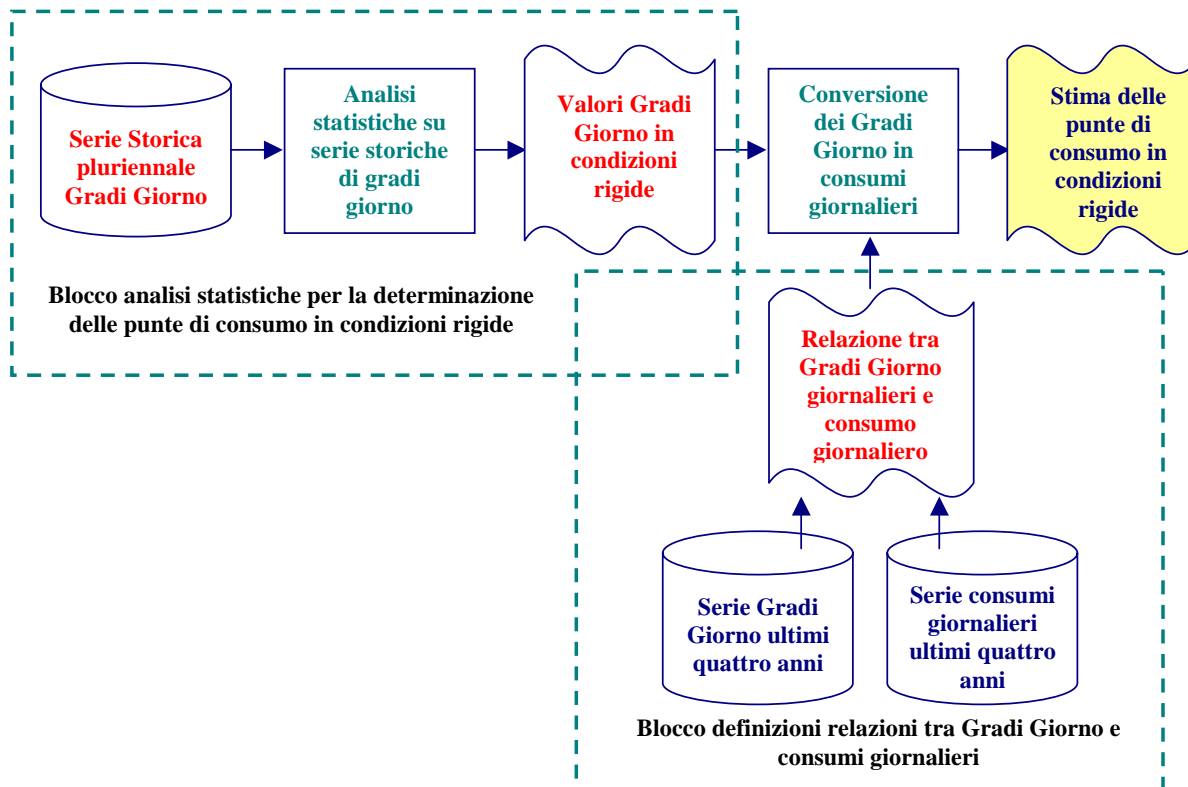 Serie Storica
pluriennale
Gradi Giorno
Analisi
statistiche su
serie storiche
di gradi
giorno
Valori Gradi
Giorno in
condizioni
rigide
Conversione
dei Gradi
Giorno in
consumi
giornalieri
Stima delle
punte di
consumo in
condizioni
rigide
Blocco analisi statistiche per la determinazione
delle punte di consumo in condizioni rigide
Relazione tra
Gradi Giorno
giornalieri e
consumo
giornaliero
Serie Gradi
Giorno ultimi
quattro anni
Serie consumi
giornalieri
ultimi quattro
anni
Blocco definizioni relazioni tra Gradi Giorno e
consumi giornalieri